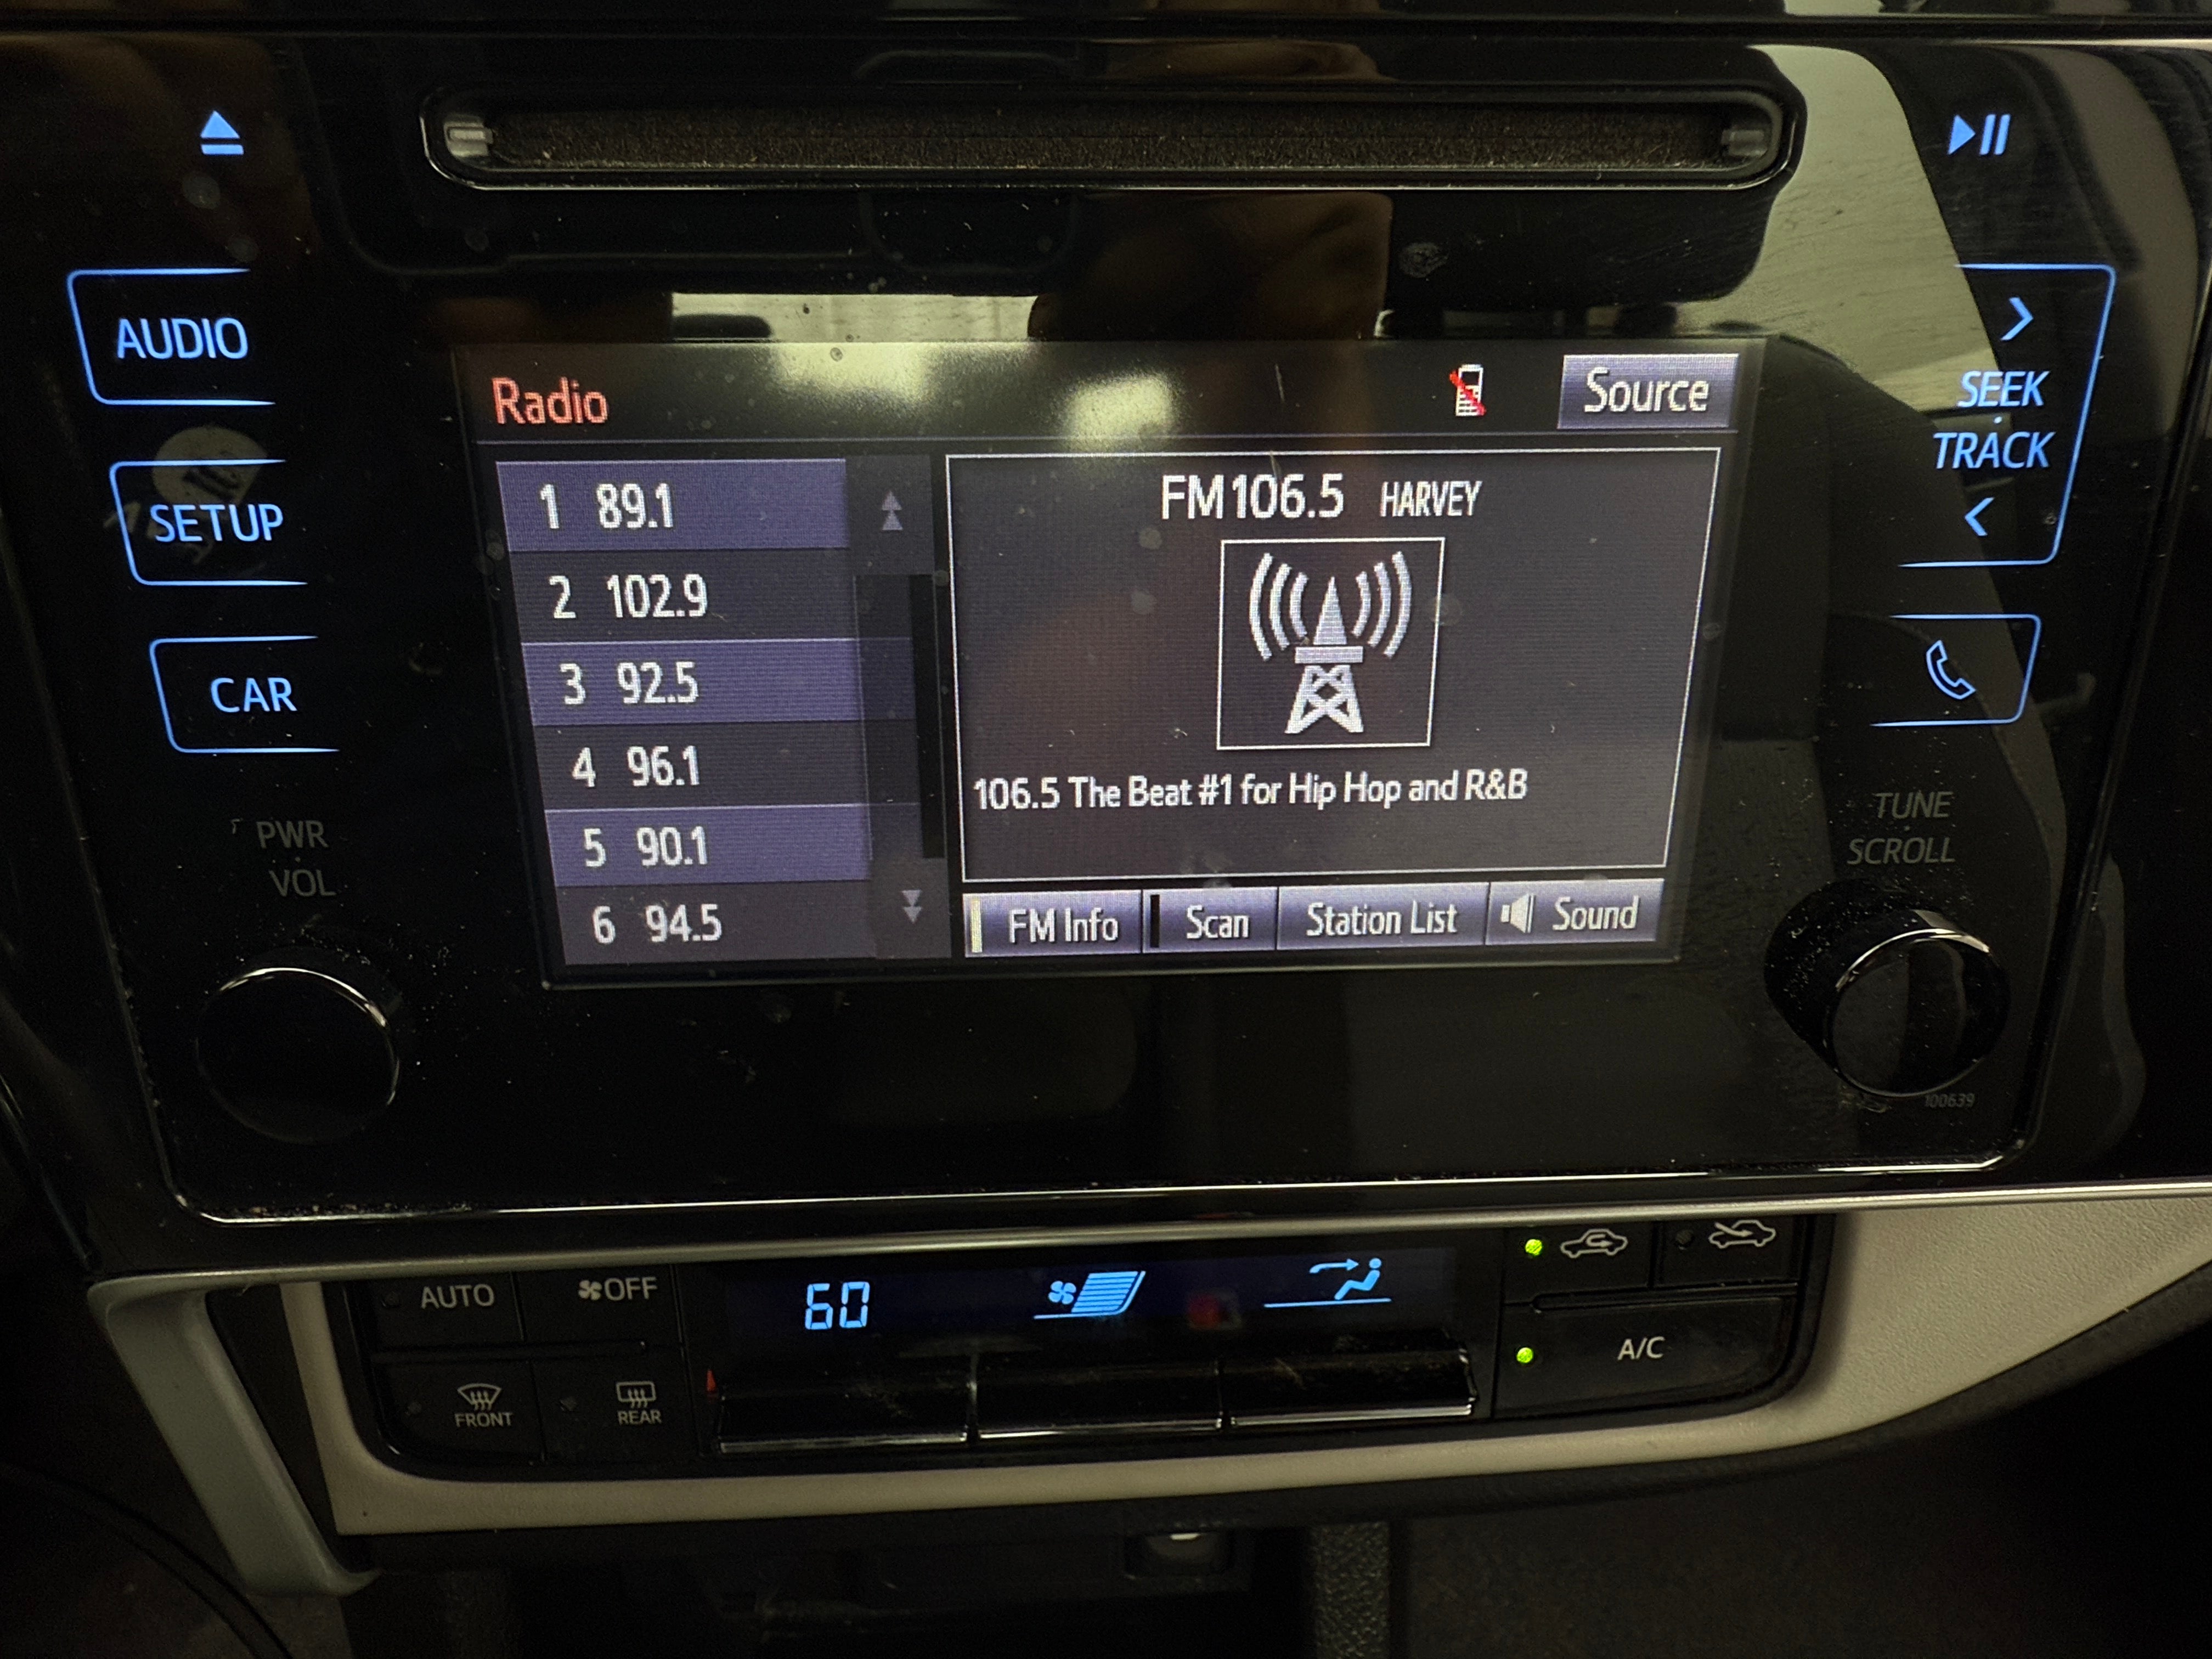 AUDIO
SETUP
CAR
PWR
VOL
Radio
Source
1 89.1
2 102.9
3 92.5
4 96.1
5 90.1
6 94.5
FM106.5 HARVEY
106.5 The Beat #1 for Hip Hop and R&B
FM Info
Scan
Station List
Sound
SEEK
TRACK
TUNE
SCROLL
100639
AUTO
OFF
60
FRONT
REAR
A/C